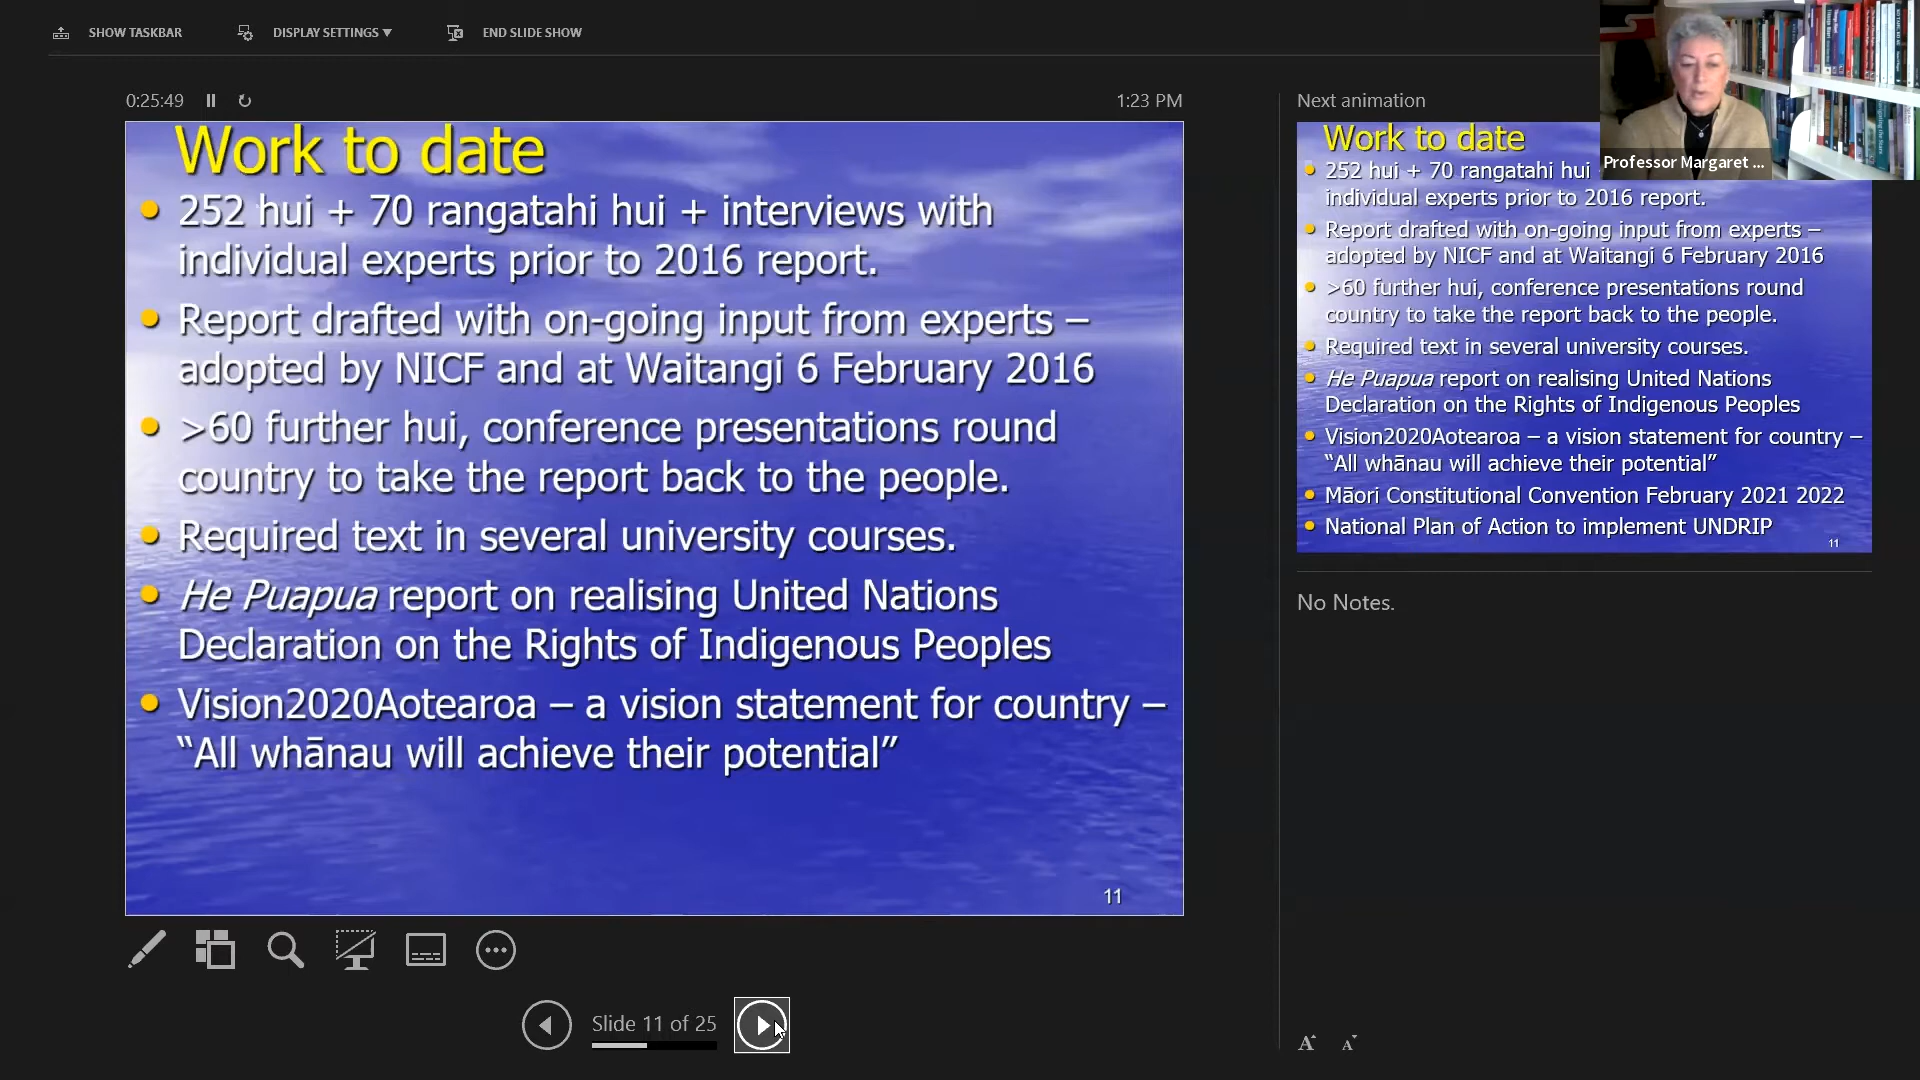 SHOW TASKBAR
DISPLAY SETTINGS ▼
END SLIDE SHOW
0:25:49
1:23 PM
Work to date
252 hui + 70 rangatahi hui + interviews with
individual experts prior to 2016 report.
Report drafted with on-going input from experts –
adopted by NICF and at Waitangi 6 February 2016
>60 further hui, conference presentations round
country to take the report back to the people.
Required text in several university courses.
He Puapua report on realising United Nations
Declaration on the Rights of Indigenous Peoples
Vision2020Aotearoa – a vision statement for country –
“All whānau will achieve their potential”
11
Slide 11 of 25
Next animation
Work to date
252 hui + 70 rangatahi hui
individual experts prior to 2016 report.
Report drafted with on-going input from experts –
adopted by NICF and at Waitangi 6 February 2016
>60 further hui, conference presentations round
country to take the report back to the people.
Required text in several university courses.
He Puapua report on realising United Nations
Declaration on the Rights of Indigenous Peoples
Vision2020Aotearoa – a vision statement for country –
“All whānau will achieve their potential”
Māori Constitutional Convention February 2021 2022
National Plan of Action to implement UNDRIP
11
Professor Margaret ...
No Notes.
A A